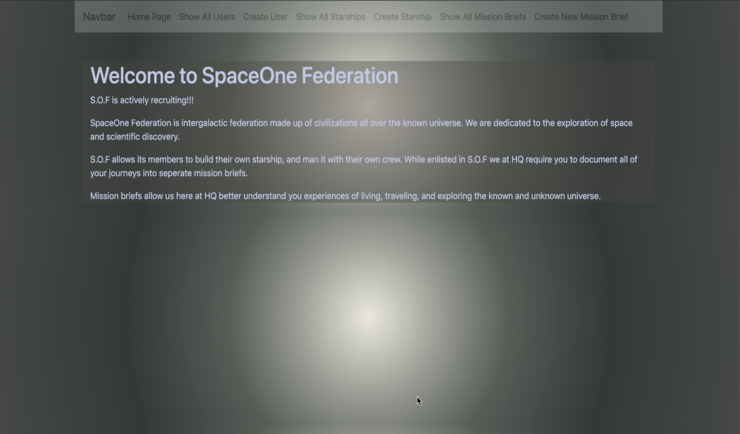 Navbar Home Page Show All Users Create User Show All Starships Create Starship Show All Mission Briefs Create New Mission Brief
Welcome to SpaceOne Federation
S.O.F is actively recruiting!!!
SpaceOne Federation is intergalactic federation made up of civilizations all over the known universe. We are dedicated to the exploration of space
and scientific discovery.
S.O.F allows its members to build their own starship, and man it with their own crew. While enlisted in S.O.F we at HQ require you to document all of
your journeys into seperate mission briefs.
Mission briefs allow us here at HQ better understand you experiences of living, traveling, and exploring the known and unknown universe.